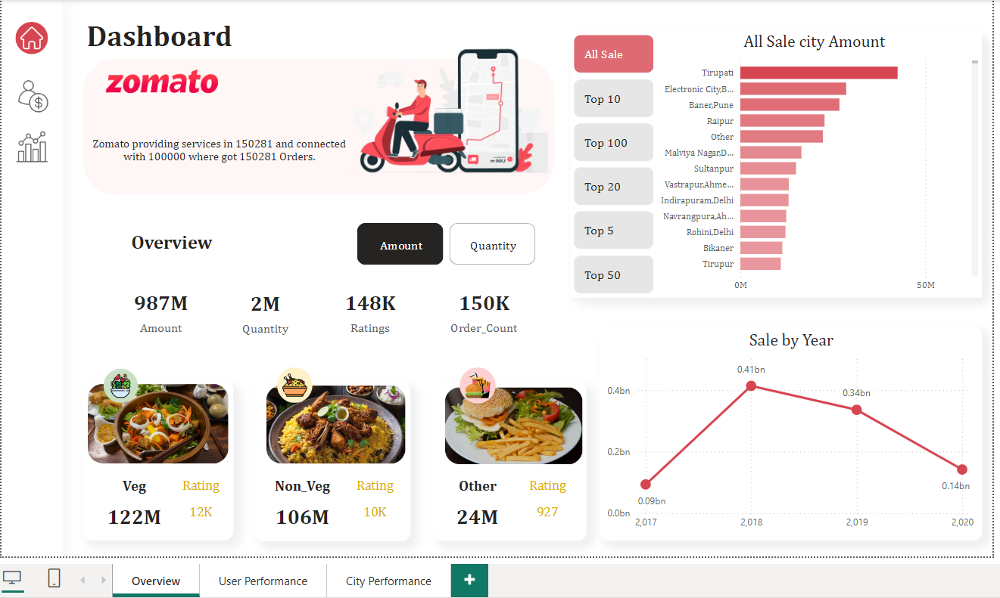 Dashboard
zomato
Zomato providing services in 150281 and connected
with 100000 where got 150281 Orders.
All Sale
Top 10
Top 100
Top 20
Top 5
Top 50
All Sale city Amount
Tirupati
Electronic City,B...
Baner,Pune
Raipur
Other
Malviya Nagar,D...
Sultanpur
Vastrapur,Ahme...
Indirapuram,Delhi
Navrangpura,Ah...
Rohini,Delhi
Bikaner
Tirupur
0M 50M
Overview
Amount
Quantity
987M 2M 148K 150K
Amount Quantity Ratings Order_Count
Veg Rating
122M 12K
Non_Veg Rating
106M 10K
Other Rating
24M 927
Sale by Year
0.41bn
0.4bn
0.34bn
0.2bn
0.14bn
0.09bn
0.0bn
2,017 2,018 2,019 2,020
Overview User Performance City Performance